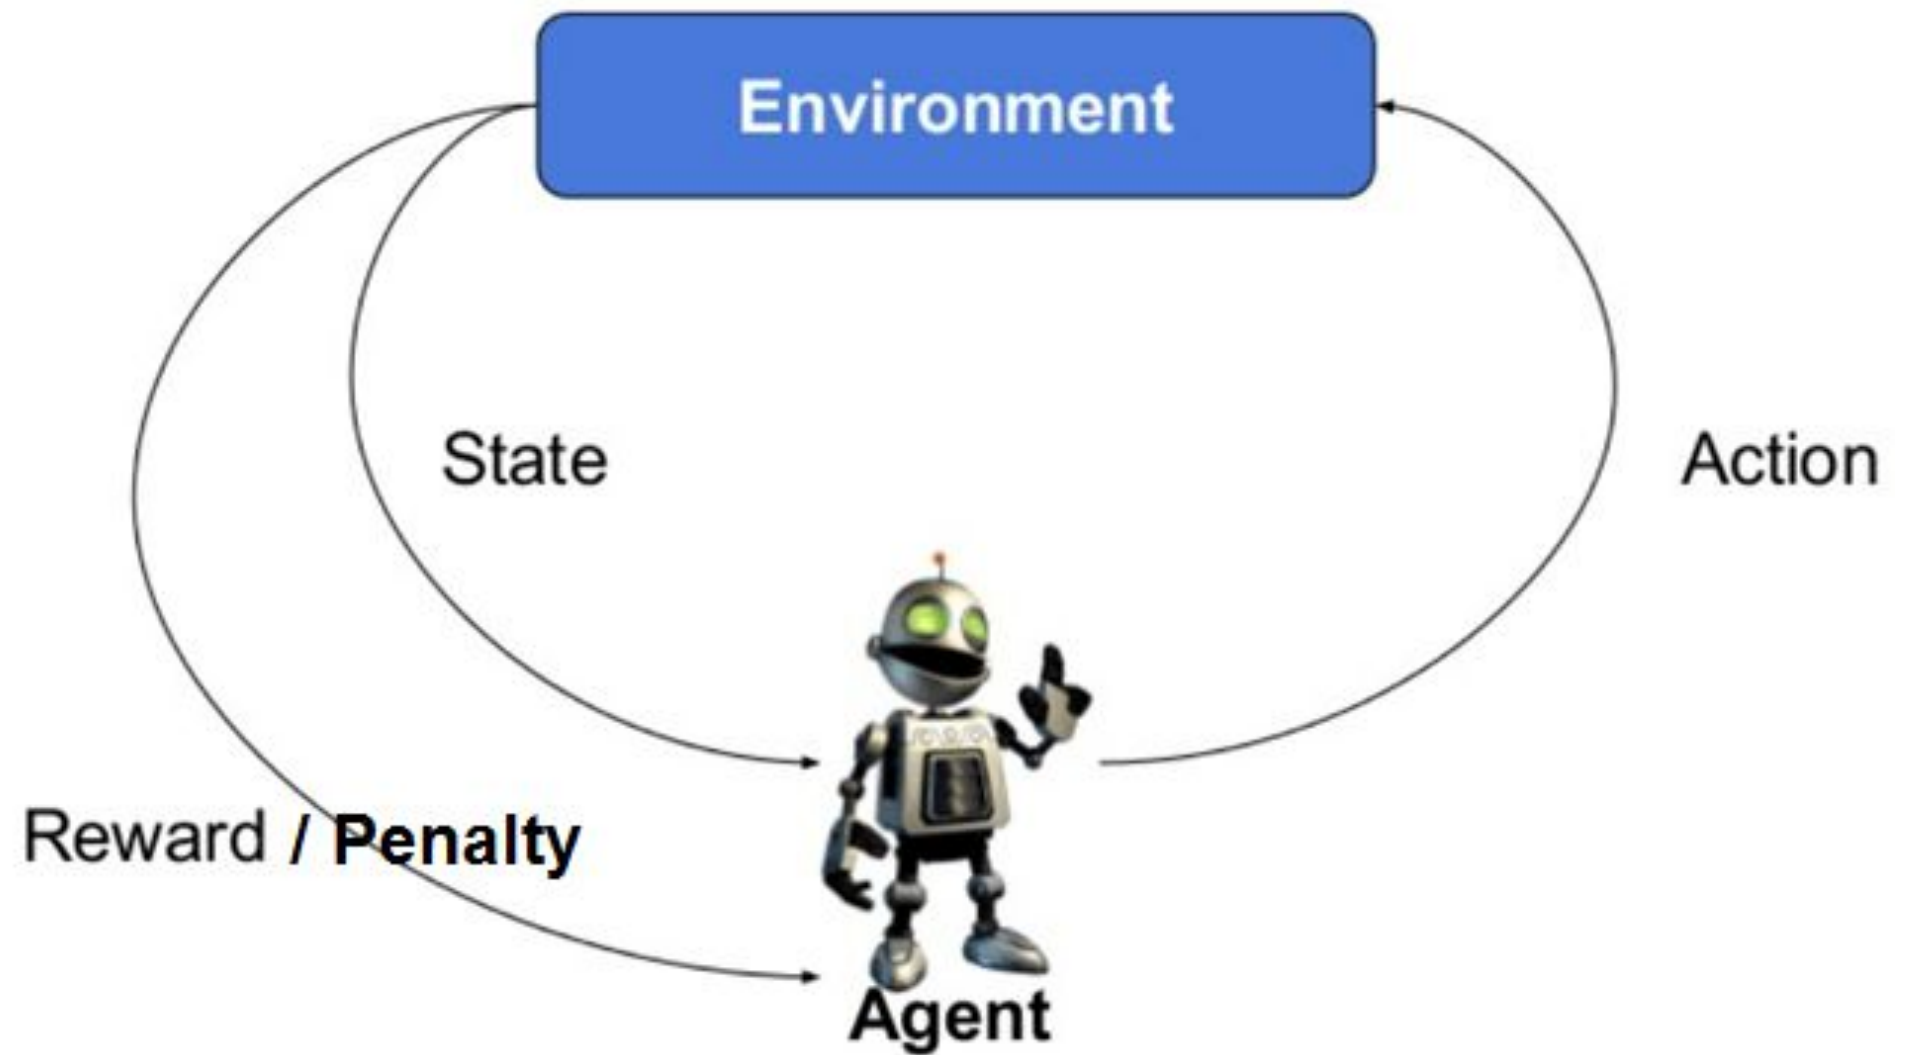 Environment
State
Action
Reward / Penalty
Agent